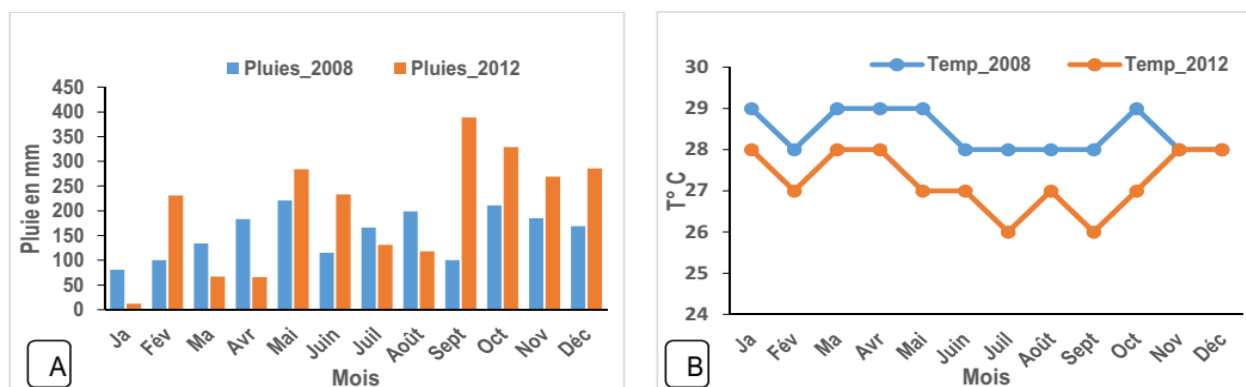 Pluies_2008 Pluies_2012
450
400
350
300
250
200
150
100
50
0
Pluie en mm
Ja Fév Ma Avr Mai Juin Juil Août Sept Oct Nov Déc
Mois
A
Temp_2008 Temp_2012
30
29
28
27
26
25
24
T° C
Ja Fév Ma Avr Mai Juin Juil Août Sept Oct Nov Déc
Mois
B